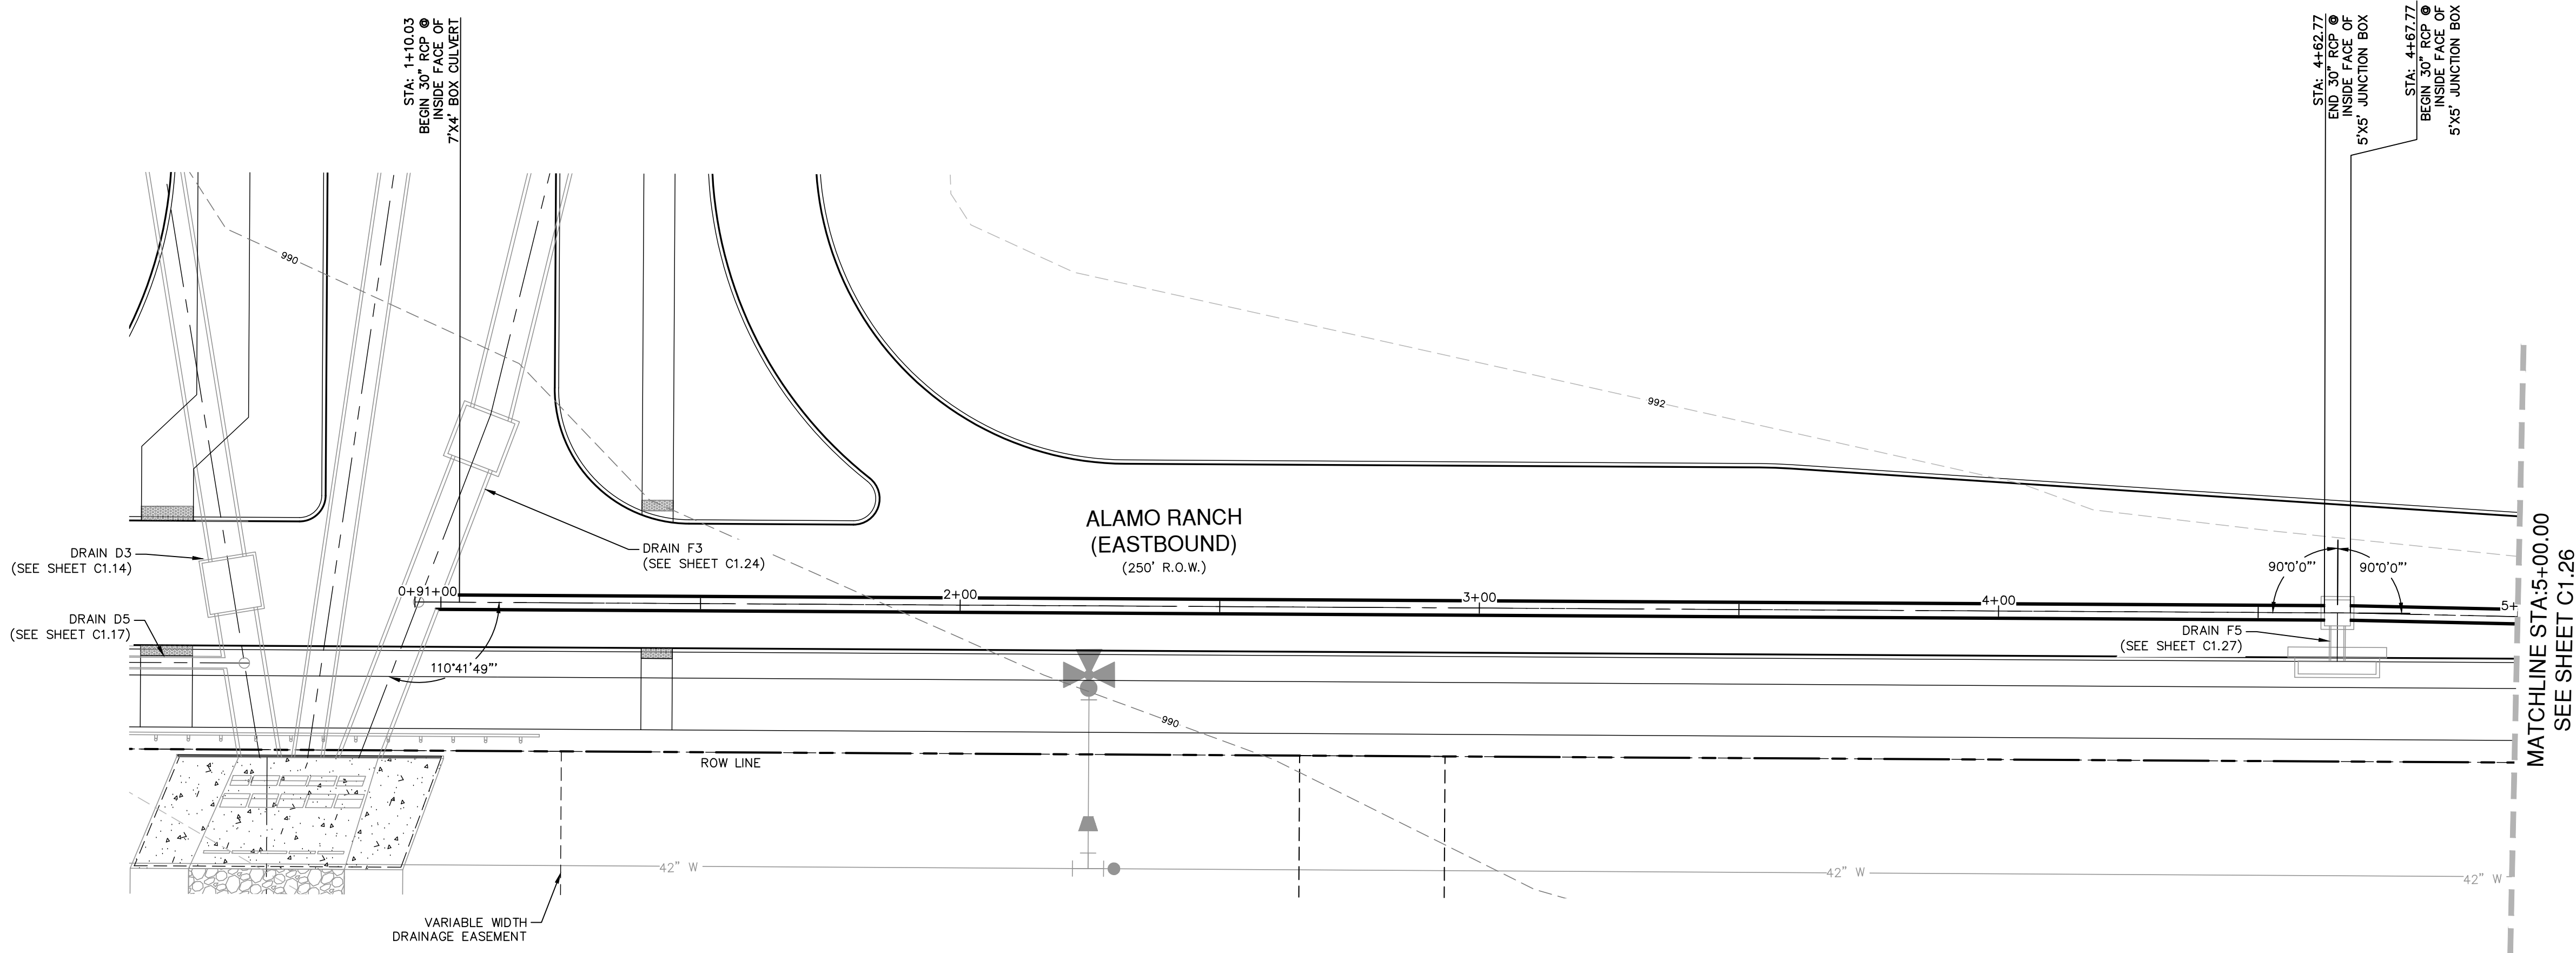 STA: 1+10.03
BEGIN 30" RCP @
INSIDE FACE OF
7'X4' BOX CULVERT
STA: 4+62.77
END 30" RCP @
INSIDE FACE OF
5'X5' JUNCTION BOX
STA: 4+67.77
BEGIN 30" RCP @
INSIDE FACE OF
5'X5' JUNCTION BOX
990
992
ALAMO RANCH
(EASTBOUND)
(250' R.O.W.)
DRAIN D3
(SEE SHEET C1.14)
DRAIN F3
(SEE SHEET C1.24)
0+91+00
2+00
3+00
4+00
5+
90°0'0"'
90°0'0"'
DRAIN D5
(SEE SHEET C1.17)
110°41'49"'
DRAIN F5
(SEE SHEET C1.27)
MATCHLINE STA:5+00.00
SEE SHEET C1.26
990
ROW LINE
42" W
42" W
42" W
VARIABLE WIDTH
DRAINAGE EASEMENT